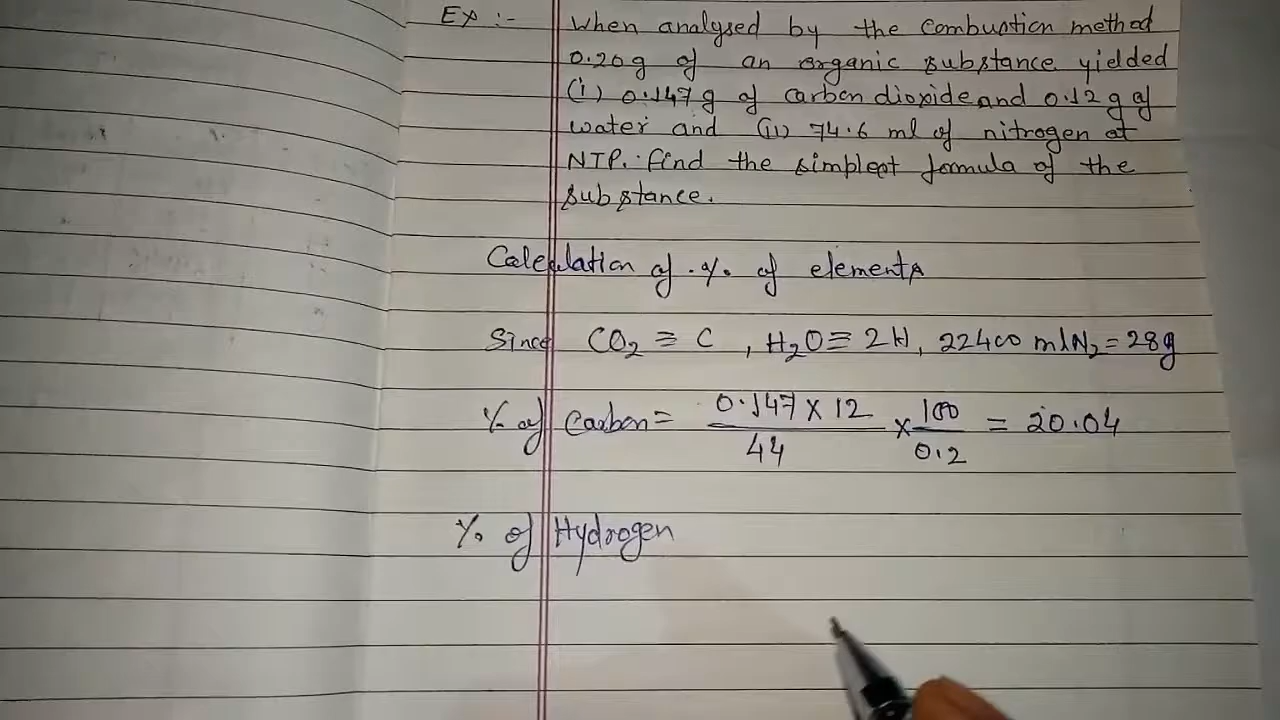 Ex :- When analysed by the combustion method
0.20g of an organic substance yielded
(i) 0.147g of carbon dioxide and 0.12 g of
water and (ii) 74.6 ml of nitrogen at
NTP. find the simplest formula of the
substance.
Calculation of % of elements
Since CO₂ ≡ C , H₂O ≡ 2H, 22400 ml N₂ = 28g
% of Carbon = 0.147 × 12 / 44 × 100 / 0.2 = 20.04
% of Hydrogen